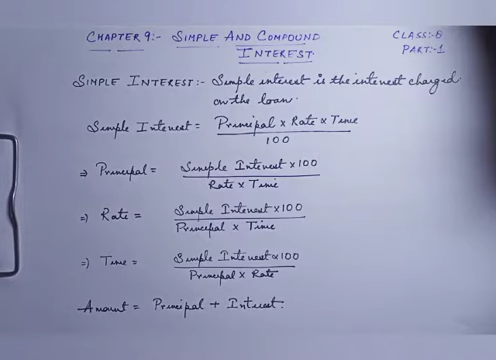 CHAPTER 9:- SIMPLE AND COMPOUND INTEREST.
CLASS:-8
PART:-1
SIMPLE INTEREST:- Simple interest is the interest charged
on the loan.
Simple Interest = Principal × Rate × Time
100
⇒ Principal = Simple Interest × 100
Rate × Time
⇒ Rate = Simple Interest × 100
Principal × Time
⇒ Time = Simple Interest × 100
Principal × Rate
Amount = Principal + Interest.